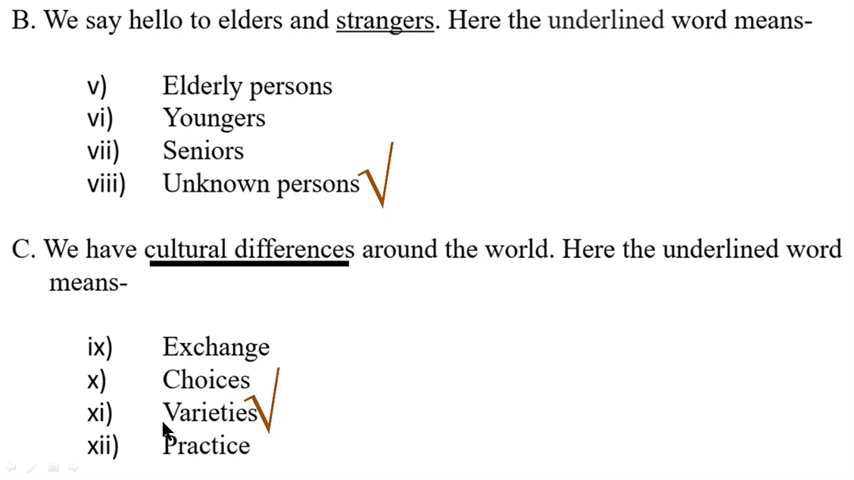 B. We say hello to elders and strangers. Here the underlined word means-
v) Elderly persons
vi) Youngers
vii) Seniors
viii) Unknown persons
C. We have cultural differences around the world. Here the underlined word
means-
ix) Exchange
x) Choices
xi) Varieties
xii) Practice